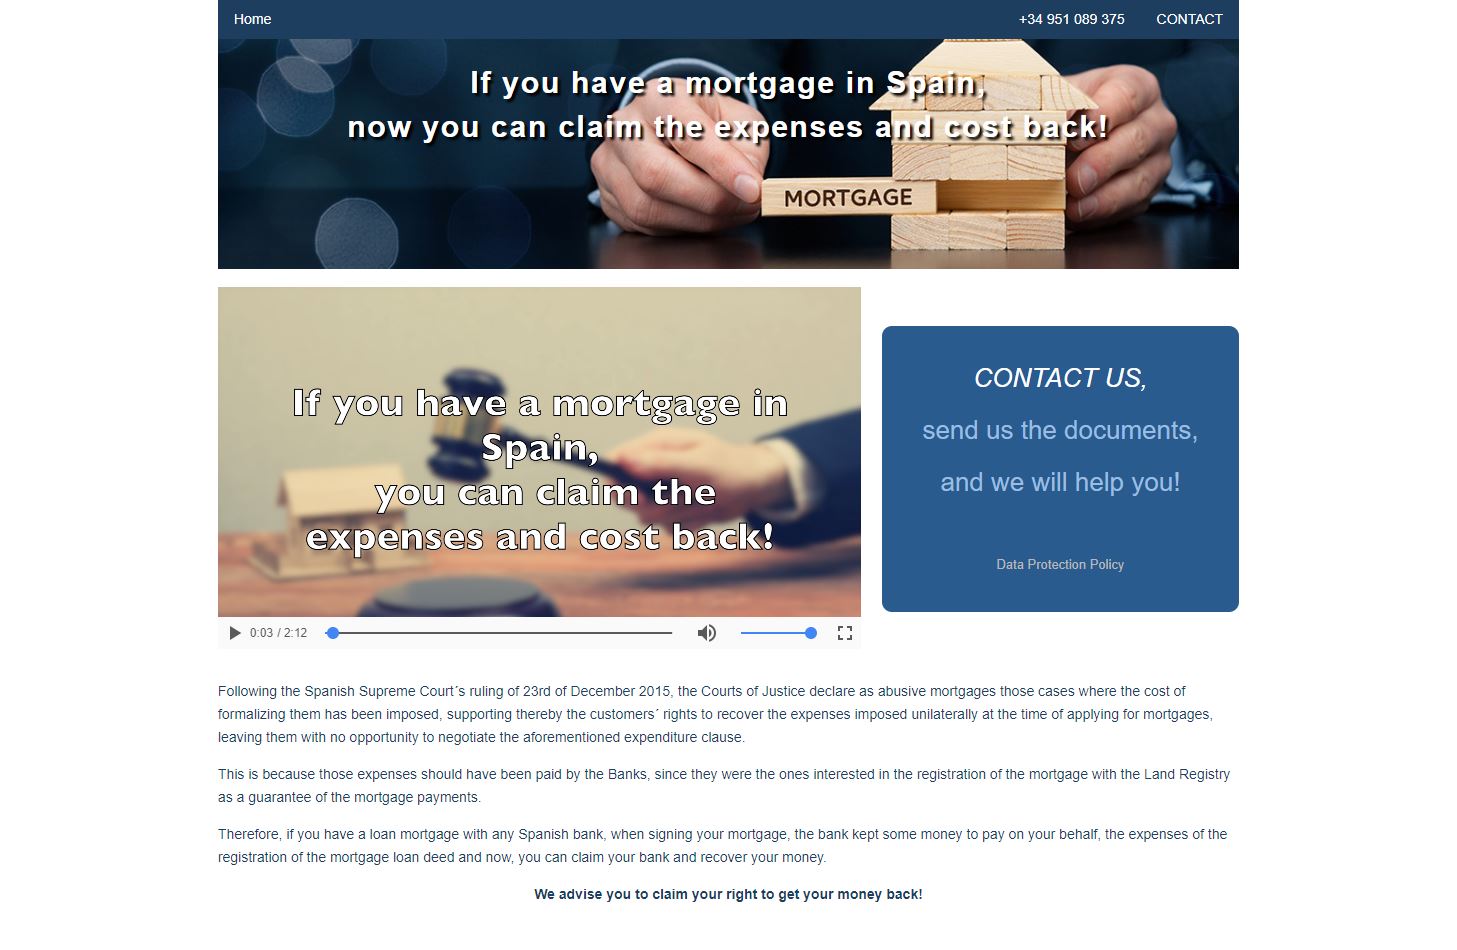 Home
+34 951 089 375
CONTACT
If you have a mortgage in Spain,
now you can claim the expenses and cost back!
MORTGAGE
If you have a mortgage in
Spain,
you can claim the
expenses and cost back!
0:03 / 2:12
CONTACT US,
send us the documents,
and we will help you!
Data Protection Policy
Following the Spanish Supreme Court´s ruling of 23rd of December 2015, the Courts of Justice declare as abusive mortgages those cases where the cost of
formalizing them has been imposed, supporting thereby the customers´ rights to recover the expenses imposed unilaterally at the time of applying for mortgages,
leaving them with no opportunity to negotiate the aforementioned expenditure clause.
This is because those expenses should have been paid by the Banks, since they were the ones interested in the registration of the mortgage with the Land Registry
as a guarantee of the mortgage payments.
Therefore, if you have a loan mortgage with any Spanish bank, when signing your mortgage, the bank kept some money to pay on your behalf, the expenses of the
registration of the mortgage loan deed and now, you can claim your bank and recover your money.
We advise you to claim your right to get your money back!